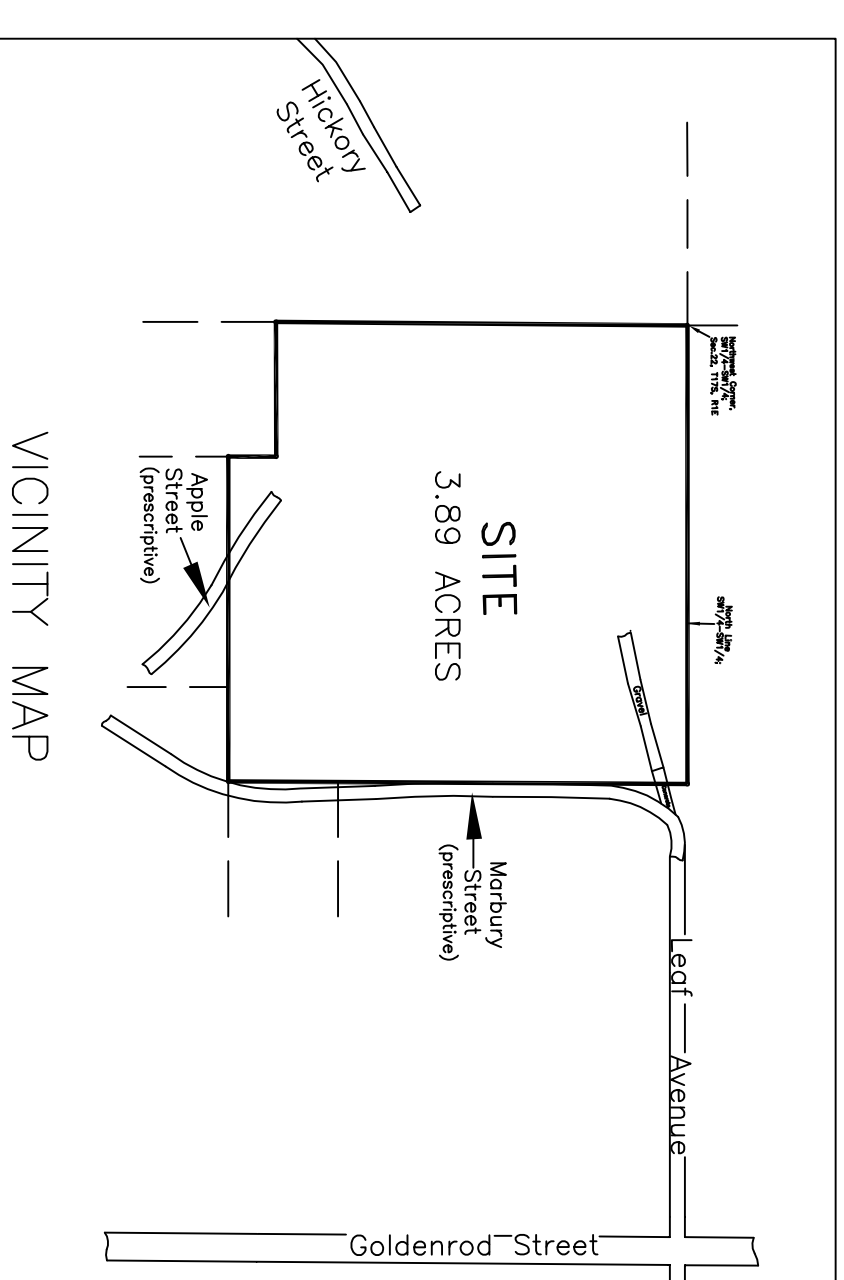 Hickory
Street
Northwest Corner,
SW1/4-SW1/4;
Sec.22, T17S, R1E
North Line
SW1/4-SW1/4;
SITE
3.89 ACRES
Gravel
Apple
Street
(prescriptive)
Marbury
Street
(prescriptive)
Leaf Avenue
Goldenrod Street
VICINITY MAP